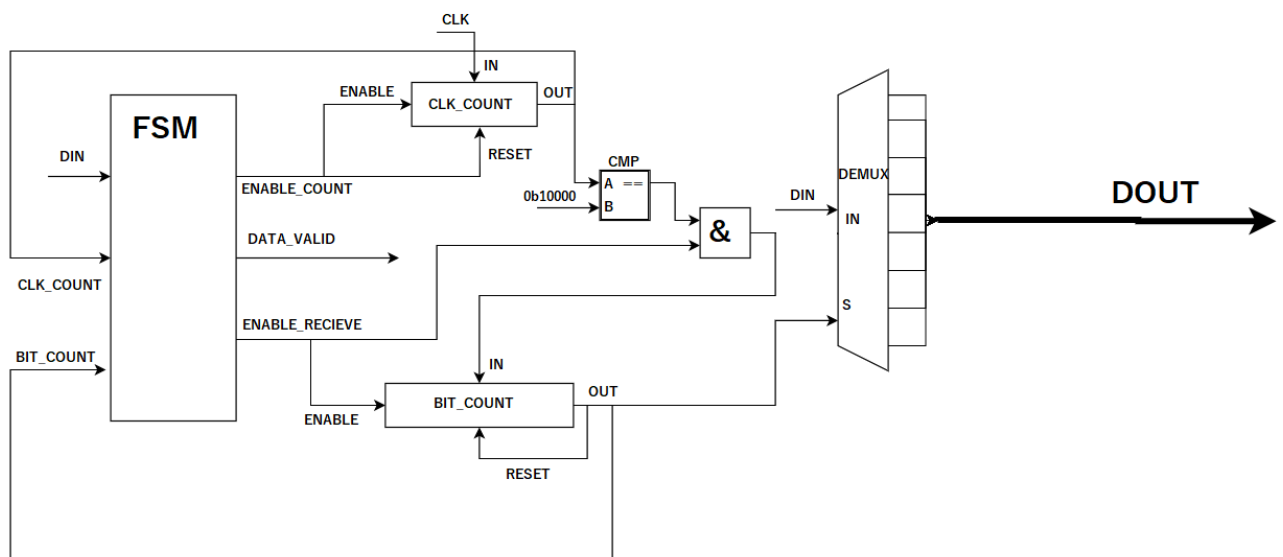 CLK
IN
ENABLE
CLK_COUNT
OUT
FSM
DIN
RESET
ENABLE_COUNT
CMP
A ==
B
0b10000
&
DEMUX
DIN
IN
S
DOUT
DATA_VALID
CLK_COUNT
ENABLE_RECIEVE
BIT_COUNT
IN
BIT_COUNT
OUT
ENABLE
RESET